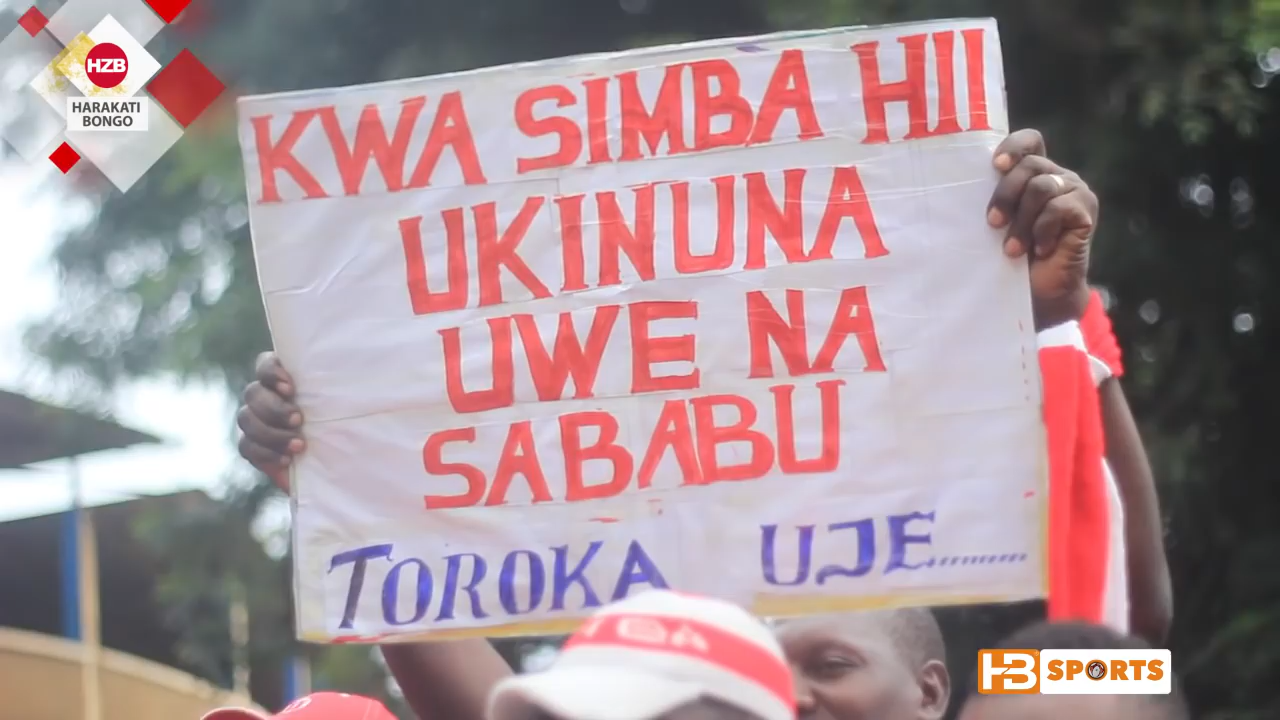 HZB
HARAKATI
BONGO
KWA SIMBA HII
UKINUNA
UWE NA
SABABU
TOROKA UJE..........
HB SPORTS